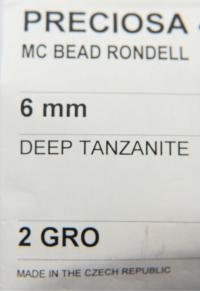 PRECIOSA
MC BEAD RONDELL
6 mm
DEEP TANZANITE
2 GRO
MADE IN THE CZECH REPUBLIC